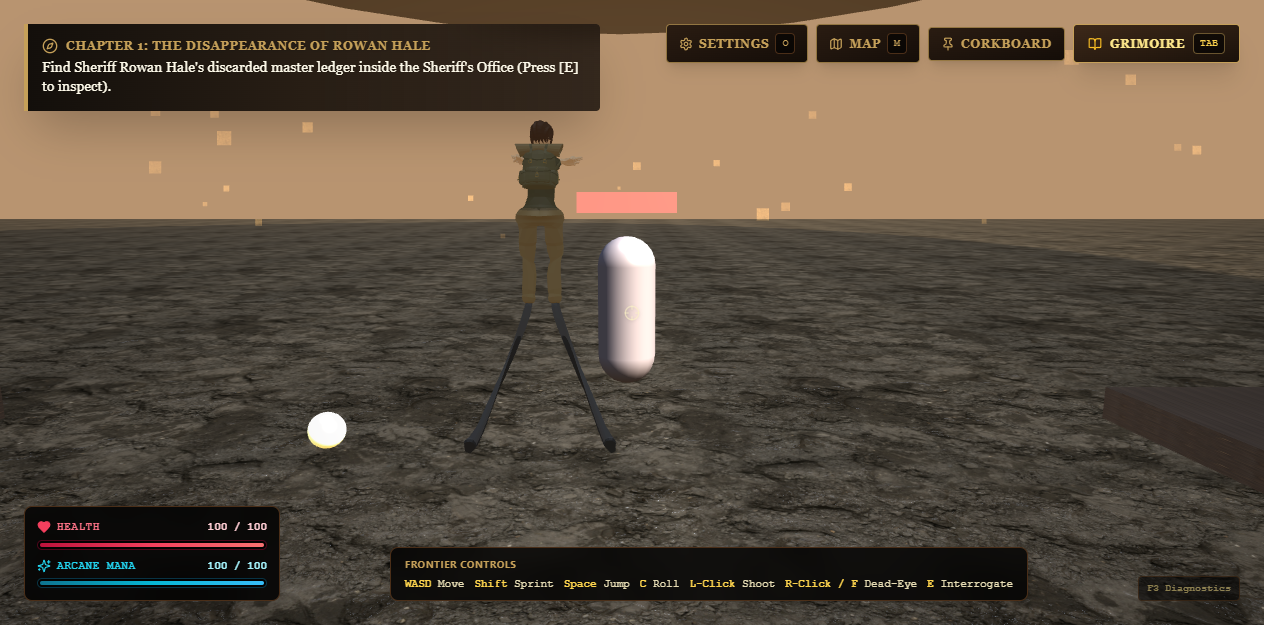 CHAPTER 1: THE DISAPPEARANCE OF ROWAN HALE
Find Sheriff Rowan Hale's discarded master ledger inside the Sheriff's Office (Press [E]
to inspect).
SETTINGS O
MAP M
CORKBOARD
GRIMOIRE TAB
HEALTH 100 / 100
ARCANE MANA 100 / 100
FRONTIER CONTROLS
WASD Move Shift Sprint Space Jump C Roll L-Click Shoot R-Click / F Dead-Eye E Interrogate
F3 Diagnostics